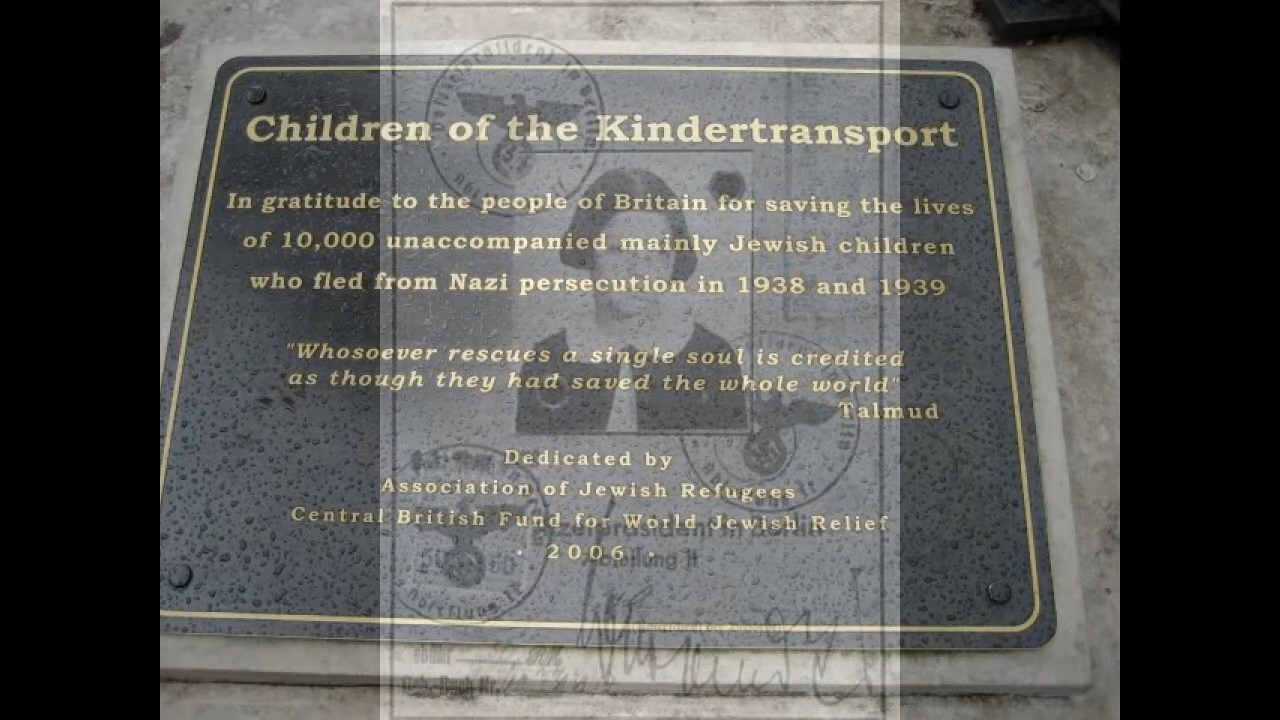 Children of the Kindertransport
In gratitude to the people of Britain for saving the lives
of 10,000 unaccompanied mainly Jewish children
who fled from Nazi persecution in 1938 and 1939
"Whosoever rescues a single soul is credited
as though they had saved the whole world"
Talmud
Dedicated by
Association of Jewish Refugees
Central British Fund for World Jewish Relief
· 2006 ·
Abteilung II